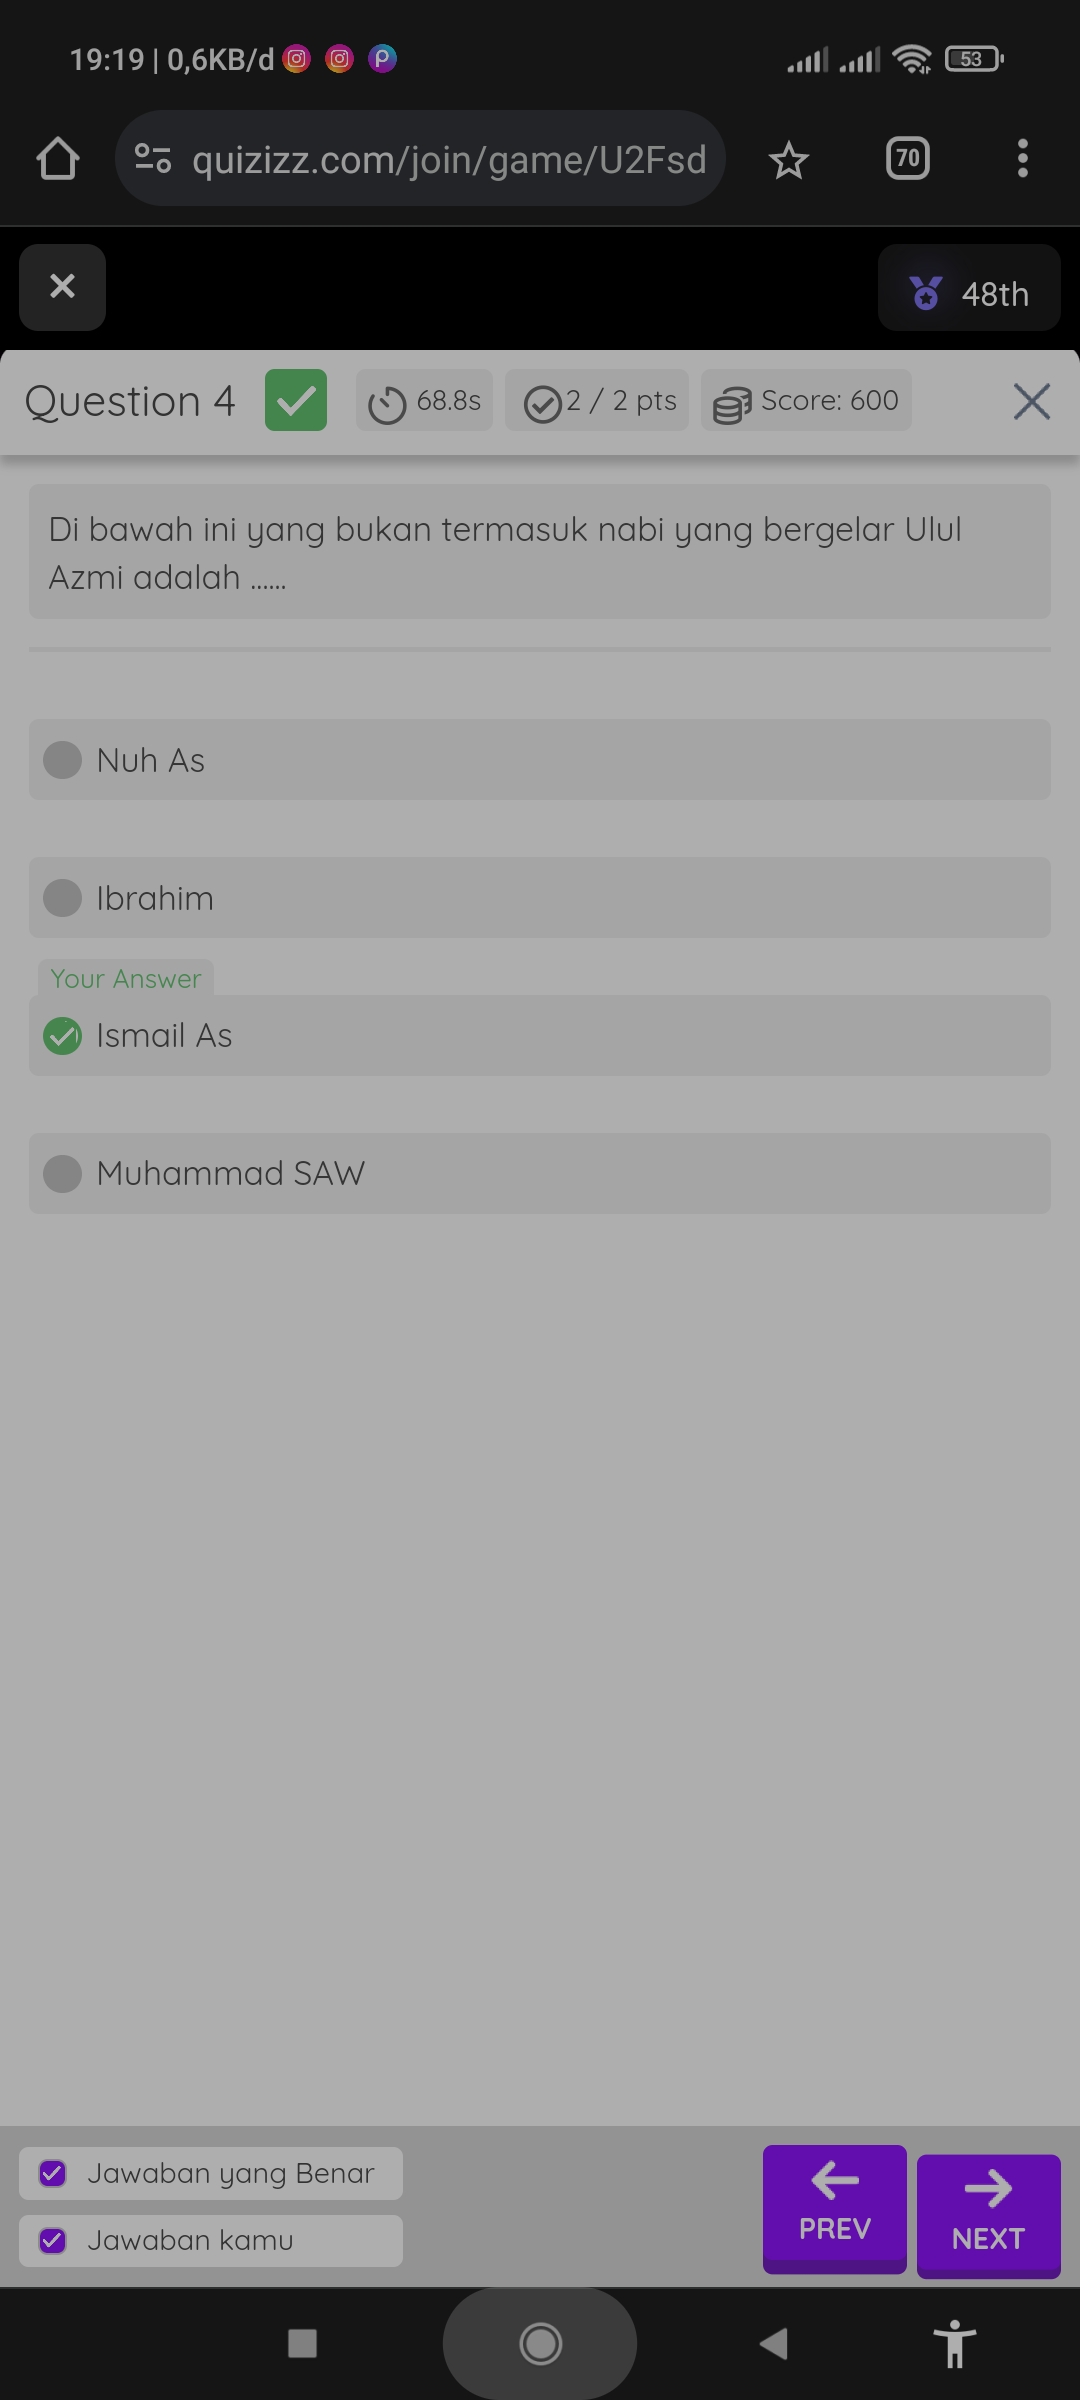 19:19 | 0,6KB/d
53
quizizz.com/join/game/U2Fsd
70
48th
Question 4
68.8s
2 / 2 pts
Score: 600
Di bawah ini yang bukan termasuk nabi yang bergelar Ulul
Azmi adalah ......
Nuh As
Ibrahim
Your Answer
Ismail As
Muhammad SAW
Jawaban yang Benar
Jawaban kamu
PREV
NEXT